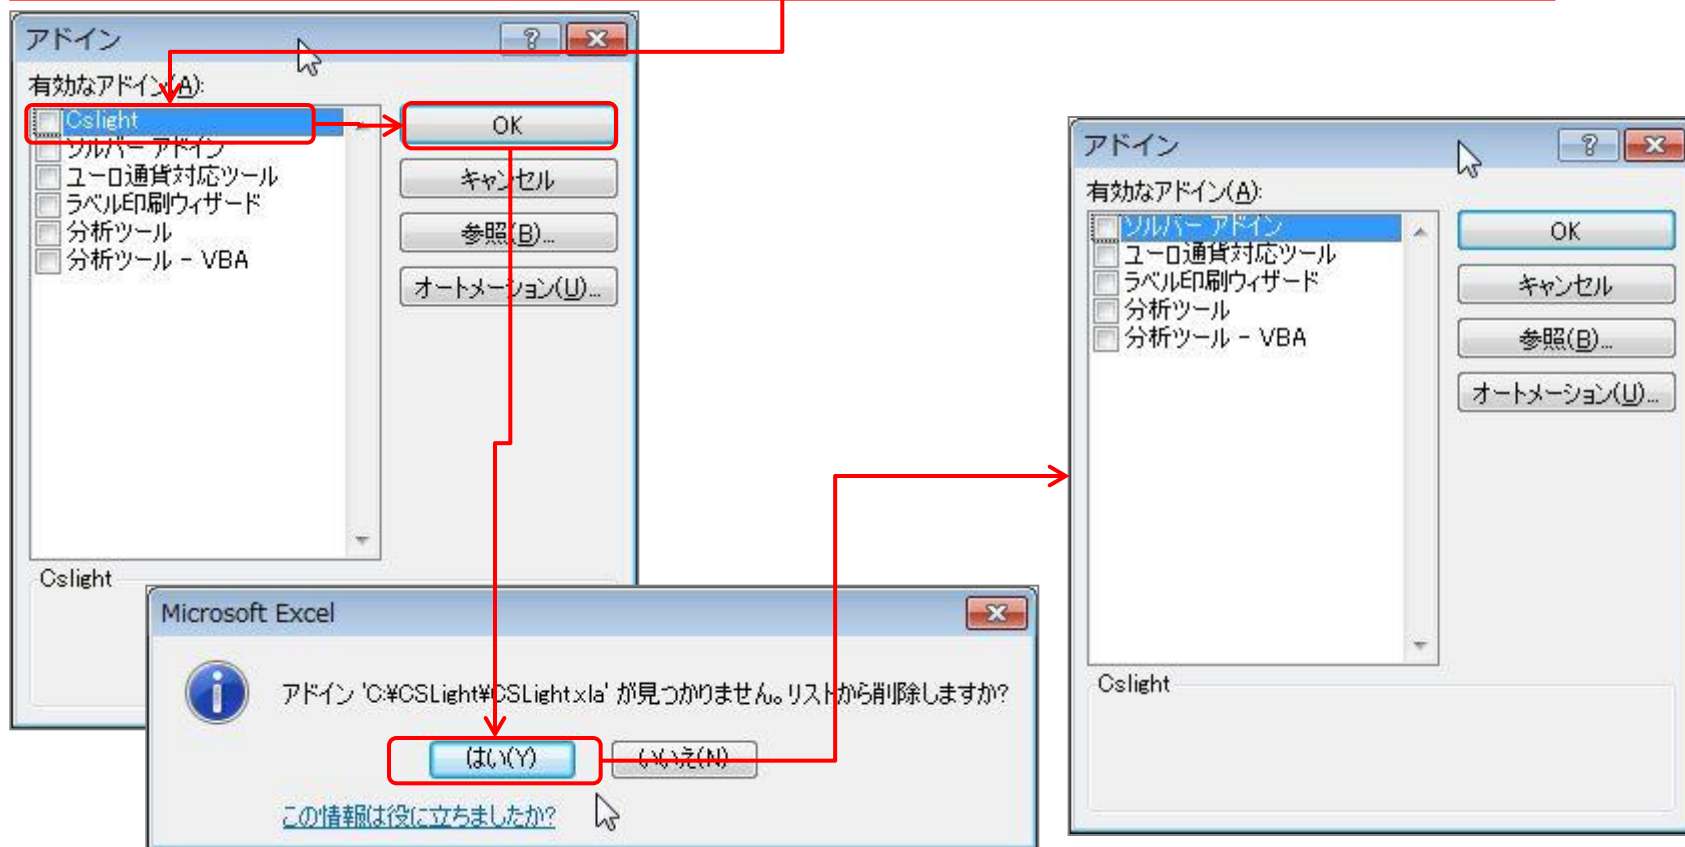 アドイン
有効なアドイン(A):
Cslight
ソルバー アドイン
ユーロ通貨対応ツール
ラベル印刷ウィザード
分析ツール
分析ツール - VBA
OK
キャンセル
参照(B)...
オートメーション(U)...
Cslight
Microsoft Excel
アドイン 'C:¥CSLight¥CSLight.xla' が見つかりません。リストから削除しますか?
はい(Y)
いいえ(N)
この情報は役に立ちましたか?
アドイン
有効なアドイン(A):
ソルバー アドイン
ユーロ通貨対応ツール
ラベル印刷ウィザード
分析ツール
分析ツール - VBA
OK
キャンセル
参照(B)...
オートメーション(U)...
Cslight